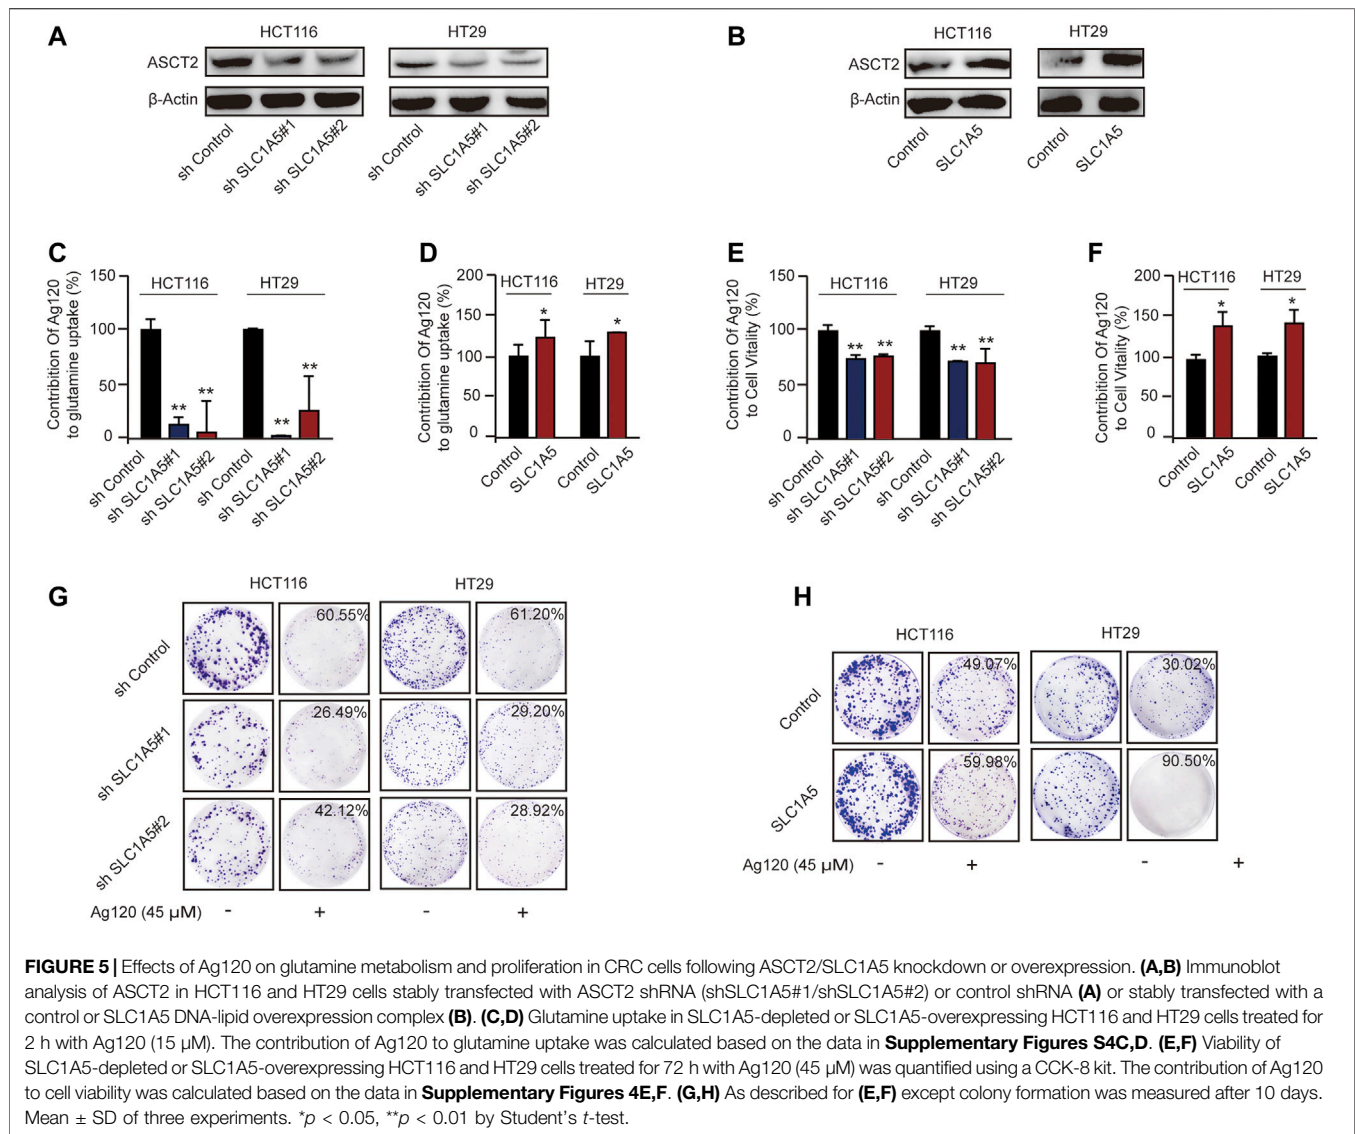 A
HCT116
HT29
ASCT2
β-Actin
sh Control
sh SLC1A5#1
sh SLC1A5#2
sh Control
sh SLC1A5#1
sh SLC1A5#2
B
HCT116
HT29
ASCT2
β-Actin
Control
SLC1A5
Control
SLC1A5
C
Contribition Of Ag120
to glutamine uptake (%)
150
100
50
0
HCT116
HT29
**
**
**
**
sh Control
sh SLC1A5#1
sh SLC1A5#2
sh Control
sh SLC1A5#1
sh SLC1A5#2
D
Contribition Of Ag120
to glutamine uptake (%)
200
150
100
50
0
HCT116
HT29
*
*
Control
SLC1A5
Control
SLC1A5
E
Contribition Of Ag120
to Cell Vitality (%)
150
100
50
0
HCT116
HT29
**
**
**
**
sh Control
sh SLC1A5#1
sh SLC1A5#2
sh Control
sh SLC1A5#1
sh SLC1A5#2
F
Contribition Of Ag120
to Cell Vitality (%)
200
150
100
50
0
HCT116
HT29
*
*
Control
SLC1A5
Control
SLC1A5
G
HCT116
HT29
sh Control
60.55%
61.20%
sh SLC1A5#1
26.49%
29.20%
sh SLC1A5#2
42.12%
28.92%
Ag120 (45 μM) - + - +
H
HCT116
HT29
Control
49.07%
30.02%
SLC1A5
59.98%
90.50%
Ag120 (45 μM) - + - +
FIGURE 5 | Effects of Ag120 on glutamine metabolism and proliferation in CRC cells following ASCT2/SLC1A5 knockdown or overexpression. (A,B) Immunoblot
analysis of ASCT2 in HCT116 and HT29 cells stably transfected with ASCT2 shRNA (shSLC1A5#1/shSLC1A5#2) or control shRNA (A) or stably transfected with a
control or SLC1A5 DNA-lipid overexpression complex (B). (C,D) Glutamine uptake in SLC1A5-depleted or SLC1A5-overexpressing HCT116 and HT29 cells treated for
2 h with Ag120 (15 μM). The contribution of Ag120 to glutamine uptake was calculated based on the data in Supplementary Figures S4C,D. (E,F) Viability of
SLC1A5-depleted or SLC1A5-overexpressing HCT116 and HT29 cells treated for 72 h with Ag120 (45 μM) was quantified using a CCK-8 kit. The contribution of Ag120
to cell viability was calculated based on the data in Supplementary Figures 4E,F. (G,H) As described for (E,F) except colony formation was measured after 10 days.
Mean ± SD of three experiments. *p < 0.05, **p < 0.01 by Student's t-test.